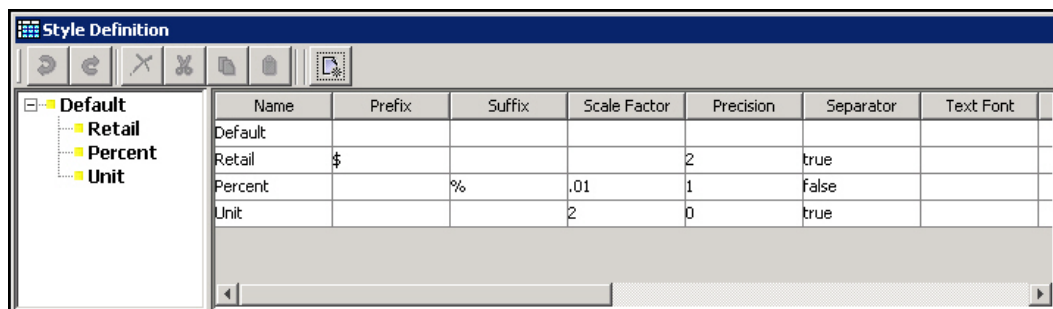 Style Definition
Default
Retail
Percent
Unit
Name Prefix Suffix Scale Factor Precision Separator Text Font
Default
Retail $ 2 true
Percent % .01 1 false
Unit 2 0 true